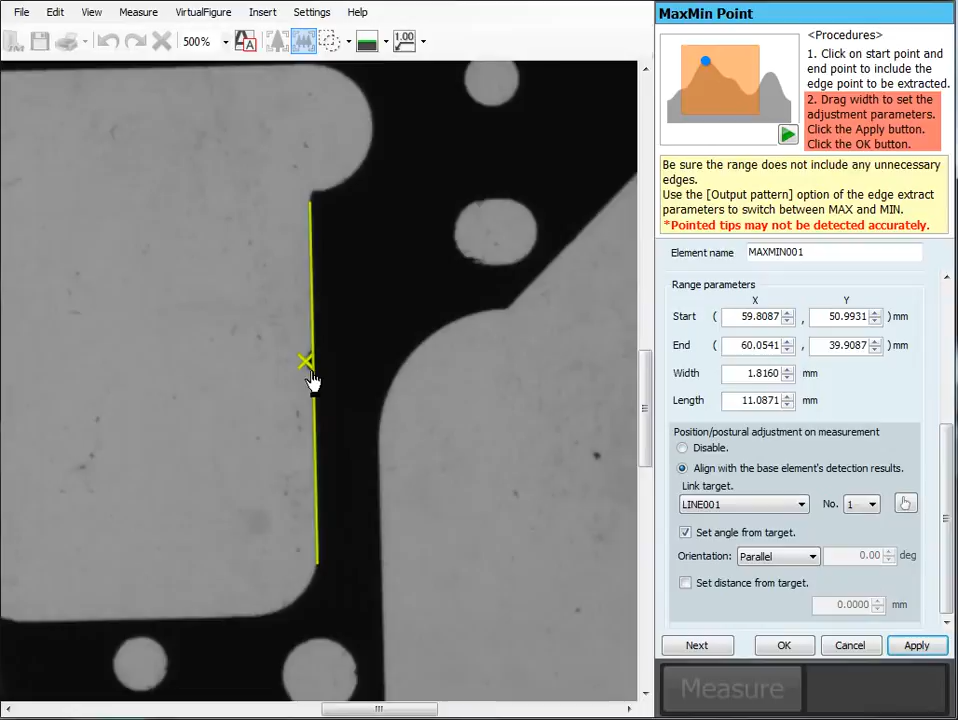 File Edit View Measure VirtualFigure Insert Settings Help
500% A 1.00
MaxMin Point
<Procedures>
1. Click on start point and
end point to include the
edge point to be extracted.
2. Drag width to set the
adjustment parameters.
Click the Apply button.
Click the OK button.
Be sure the range does not include any unnecessary
edges.
Use the [Output pattern] option of the edge extract
parameters to switch between MAX and MIN.
*Pointed tips may not be detected accurately.
Element name MAXMIN001
Range parameters
X Y
Start ( 59.8087 , 50.9931 ) mm
End ( 60.0541 , 39.9087 ) mm
Width 1.8160 mm
Length 11.0871 mm
Position/postural adjustment on measurement
Disable.
Align with the base element's detection results.
Link target.
LINE001 No. 1
Set angle from target.
Orientation: Parallel 0.00 deg
Set distance from target.
0.0000 mm
Next OK Cancel Apply
Measure